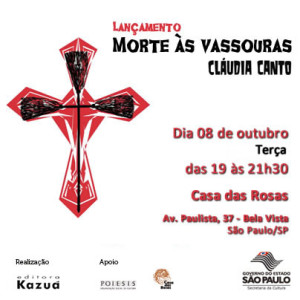 LANÇAMENTO
MORTE ÀS VASSOURAS
CLÁUDIA CANTO
Dia 08 de outubro
Terça
das 19 às 21h30
Casa das Rosas
Av. Paulista, 37 - Bela Vista
São Paulo/SP
Realização
Apoio
editora
Kazuá
POIESIS
GOVERNO DO ESTADO
SÃO PAULO
Secretaria da Cultura